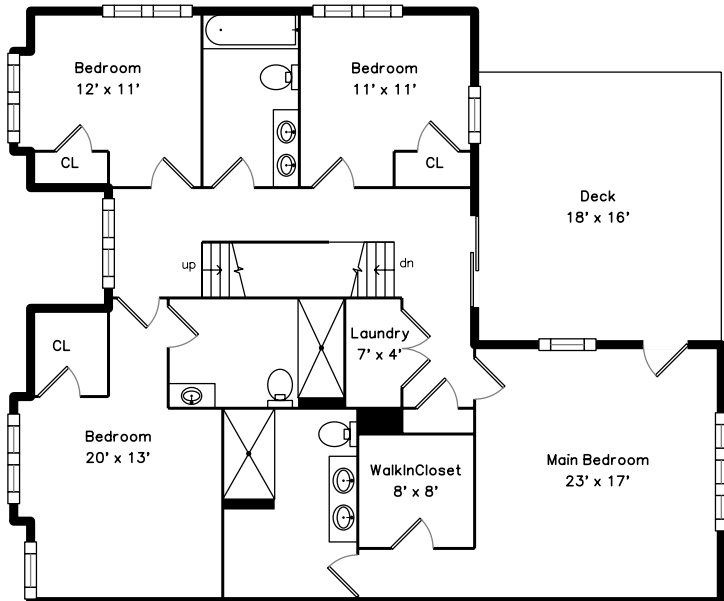 Bedroom
12' x 11'
Bedroom
11' x 11'
CL
CL
Deck
18' x 16'
up
dn
Laundry
7' x 4'
CL
Bedroom
20' x 13'
WalkInCloset
8' x 8'
Main Bedroom
23' x 17'